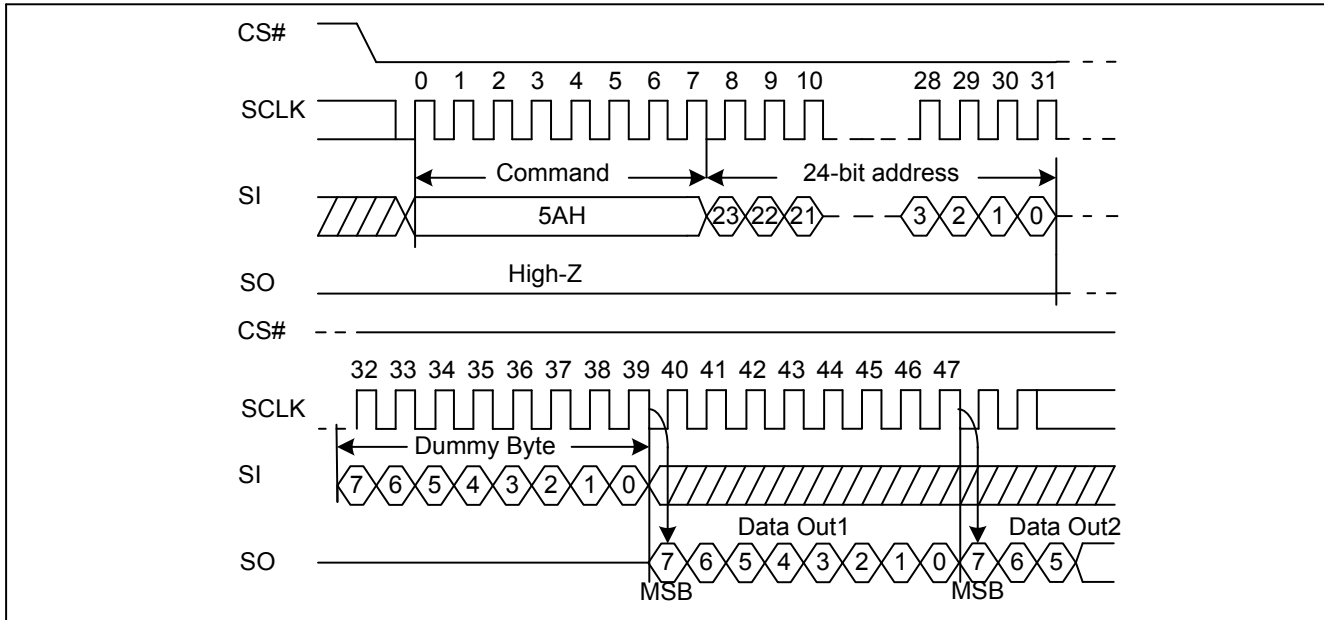 CS#
0 1 2 3 4 5 6 7 8 9 10 28 29 30 31
SCLK
Command 24-bit address
SI
5AH 23 22 21 3 2 1 0
High-Z
SO
CS#
32 33 34 35 36 37 38 39 40 41 42 43 44 45 46 47
SCLK
Dummy Byte
SI
7 6 5 4 3 2 1 0
Data Out1 Data Out2
SO
7 6 5 4 3 2 1 0 7 6 5
MSB MSB